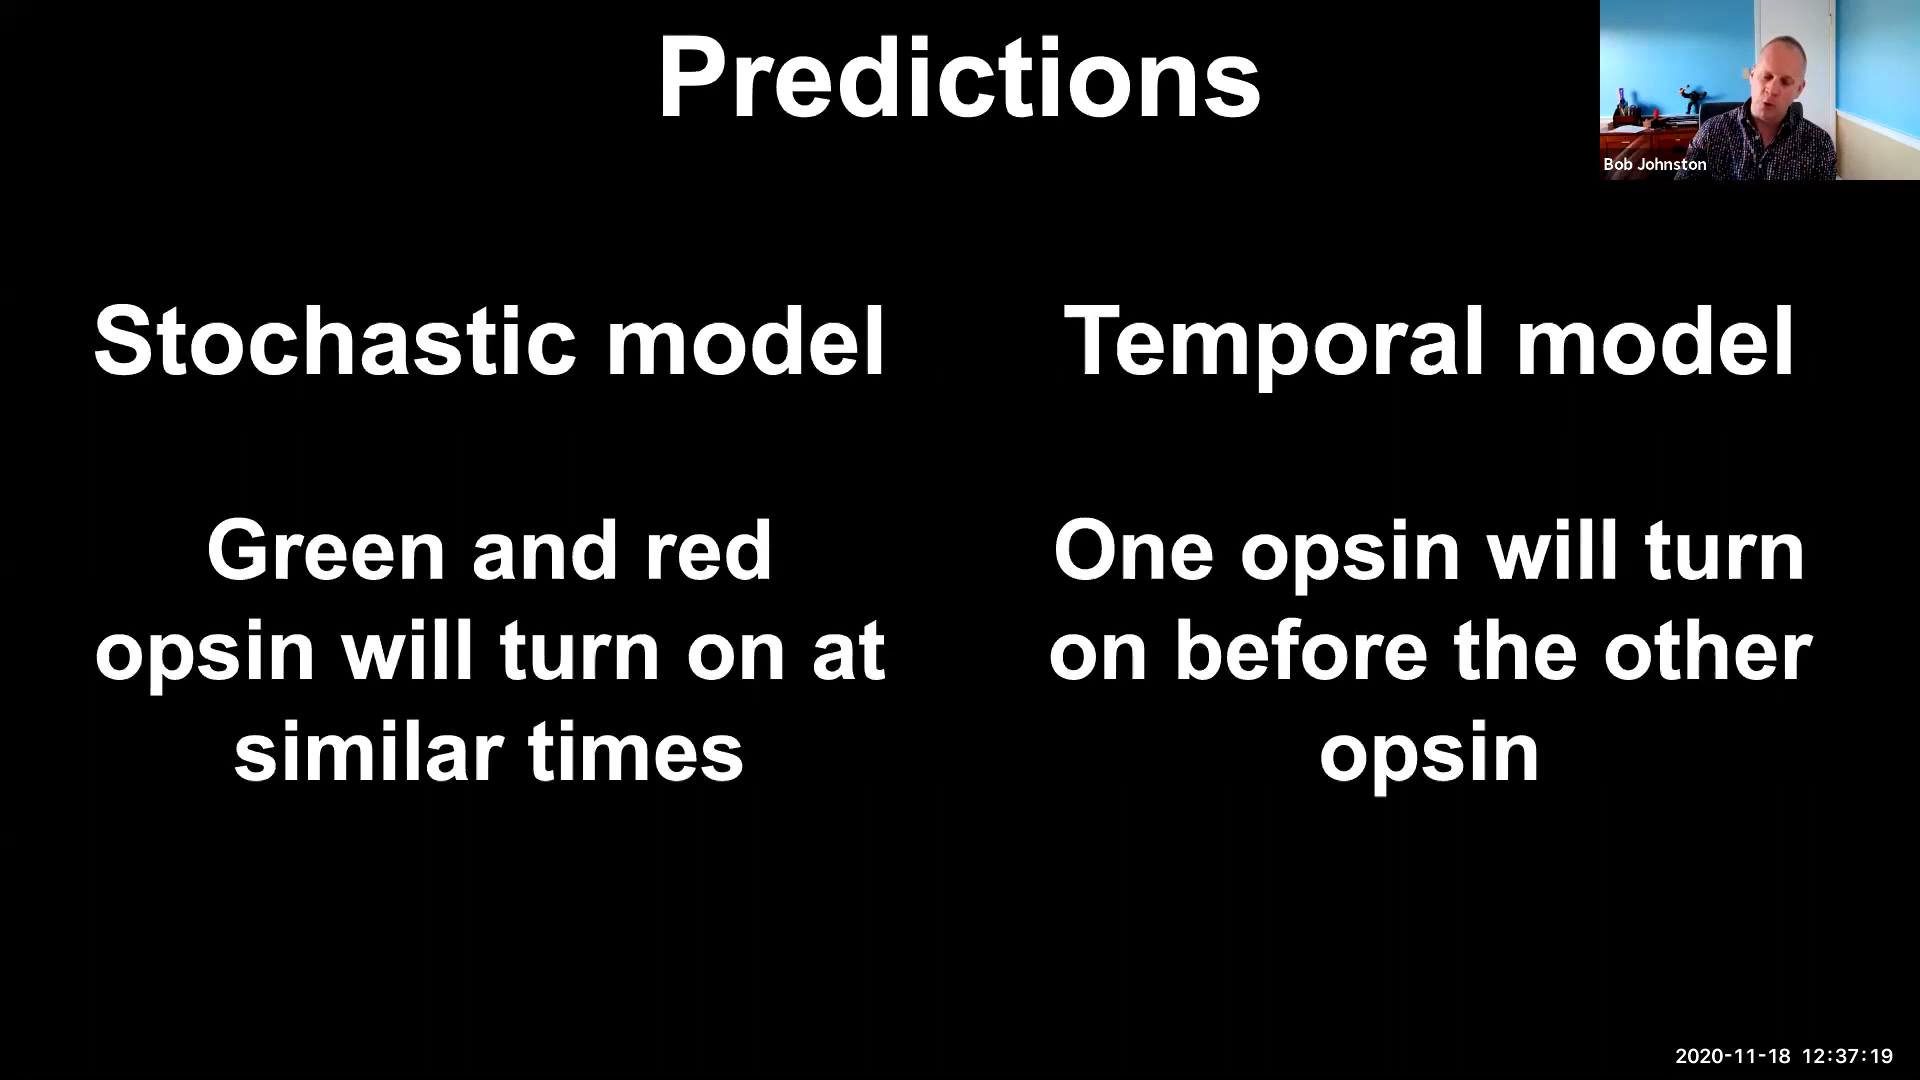 Predictions
Bob Johnston
Stochastic model
Green and red
opsin will turn on at
similar times
Temporal model
One opsin will turn
on before the other
opsin
2020-11-18 12:37:19